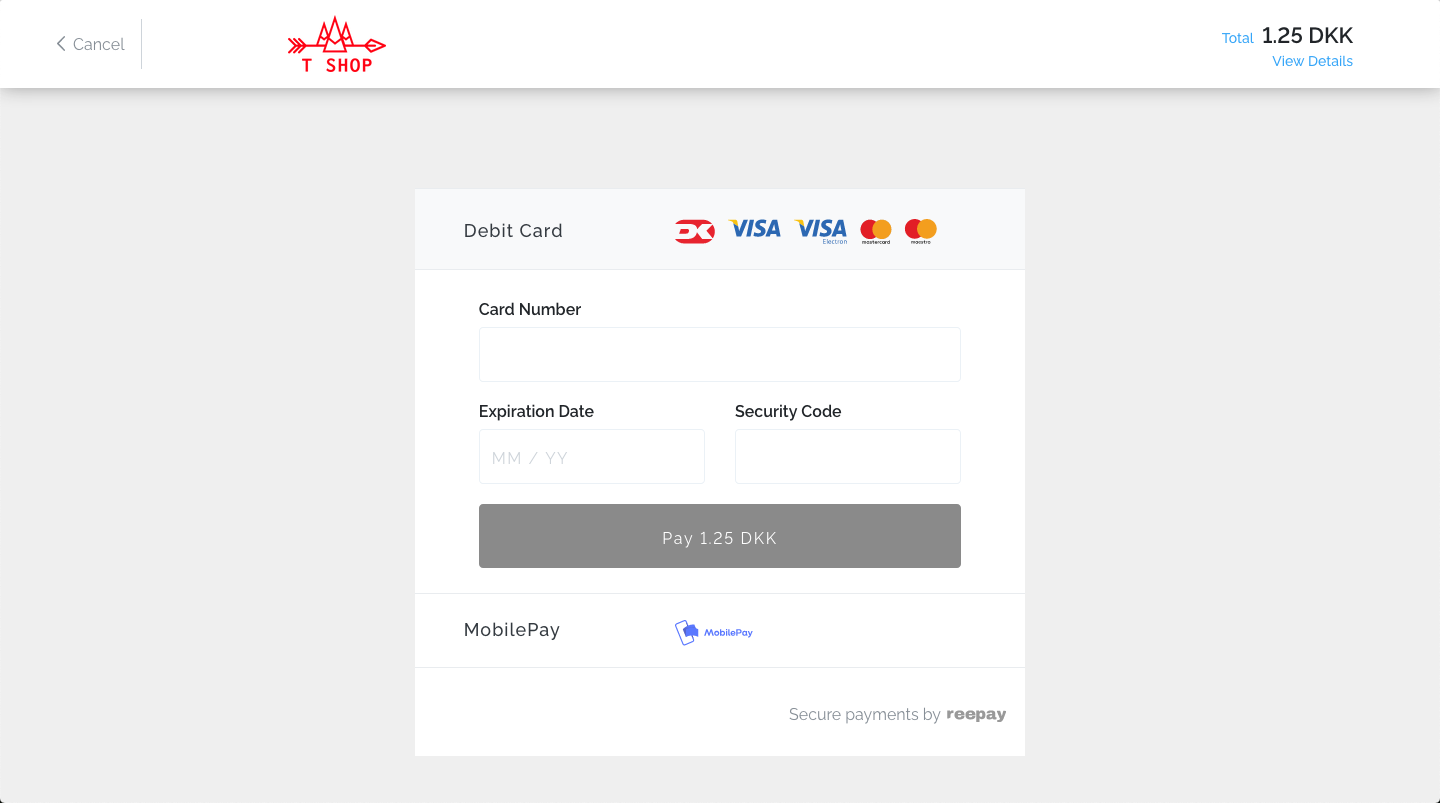 Cancel
T SHOP
Total 1.25 DKK
View Details
Debit Card
DK VISA VISA Electron mastercard maestro
Card Number
Expiration Date Security Code
MM / YY
Pay 1.25 DKK
MobilePay MobilePay
Secure payments by reepay